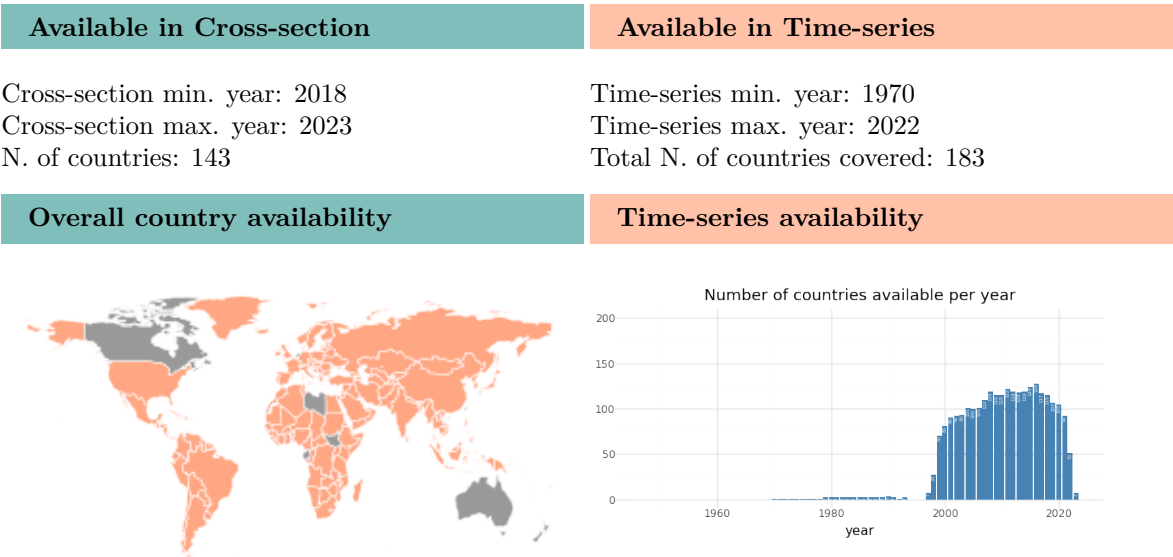 Available in Cross-section
Available in Time-series
Cross-section min. year: 2018
Cross-section max. year: 2023
N. of countries: 143
Time-series min. year: 1970
Time-series max. year: 2022
Total N. of countries covered: 183
Overall country availability
Time-series availability
Number of countries available per year
200
150
100
50
0
1960
1980
2000
2020
year